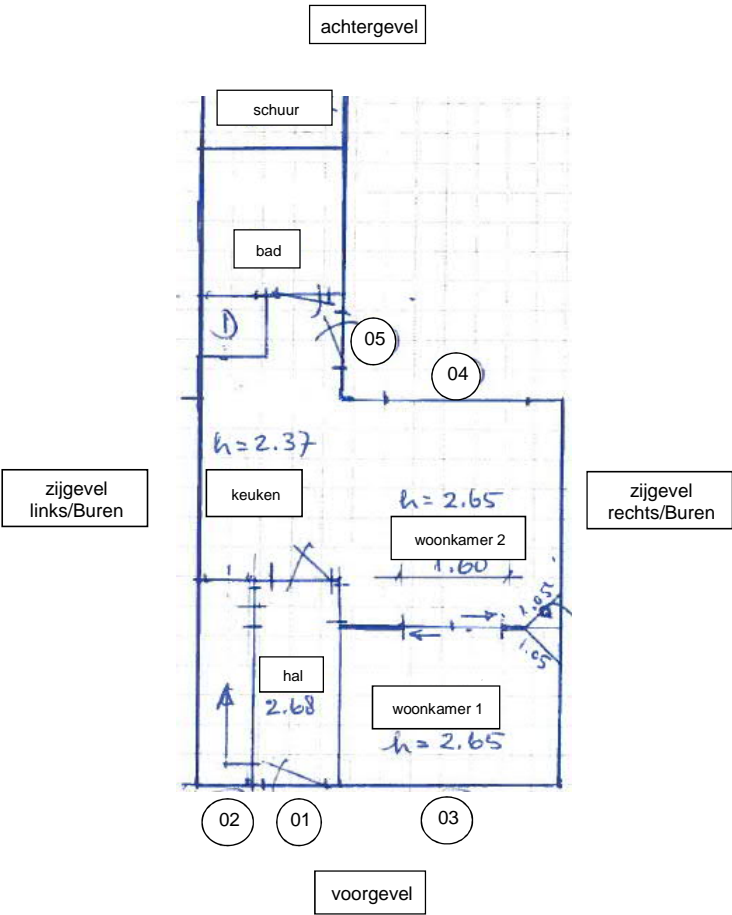 achtergevel
schuur
bad
D
05
04
h = 2.37
zijgevel
links/Buren
keuken
h = 2.65
zijgevel
rechts/Buren
woonkamer 2
1.60
1.05
1.05
hal
2.68
woonkamer 1
h = 2.65
02
01
03
voorgevel